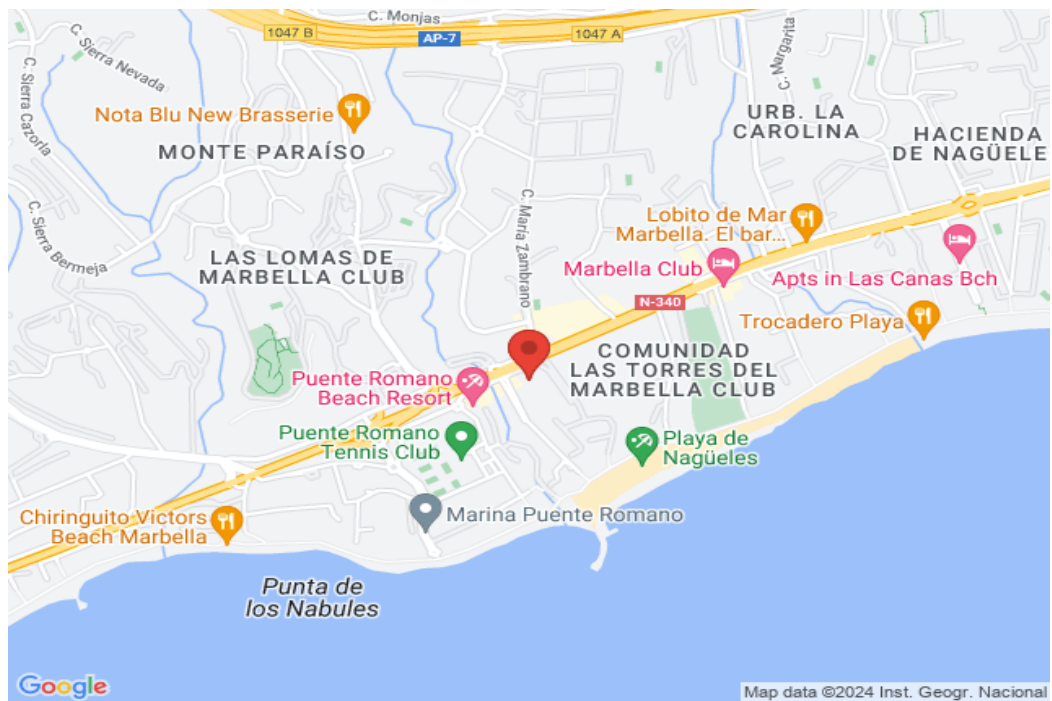 C. Monjas
1047 B
AP-7
1047 A
C. Sierra Nevada
C. Sierra Cazorla
C. Margarita
Nota Blu New Brasserie
MONTE PARAÍSO
URB. LA
CAROLINA
HACIENDA
DE NAGÜELE
C. María Zambrano
C. Sierra Bermeja
Lobito de Mar
Marbella. El bar...
LAS LOMAS DE
MARBELLA CLUB
Marbella Club
Apts in Las Canas Bch
N-340
Trocadero Playa
COMUNIDAD
LAS TORRES DEL
MARBELLA CLUB
Puente Romano
Beach Resort
Puente Romano
Tennis Club
Playa de
Nagüeles
Chiringuito Victors
Beach Marbella
Marina Puente Romano
Punta de
los Nabules
Google
Map data ©2024 Inst. Geogr. Nacional